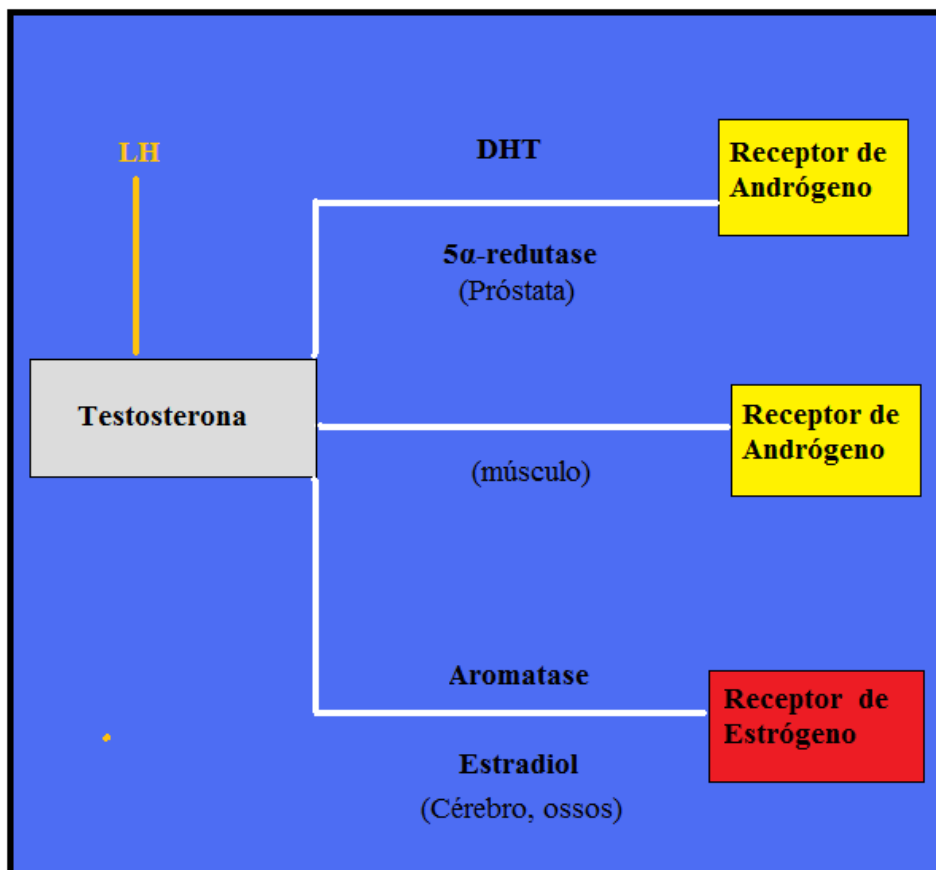 LH
DHT
Receptor de
Andrógeno
5α-redutase
(Próstata)
Testosterona
Receptor de
Andrógeno
(músculo)
Aromatase
Receptor de
Estrógeno
Estradiol
(Cérebro, ossos)